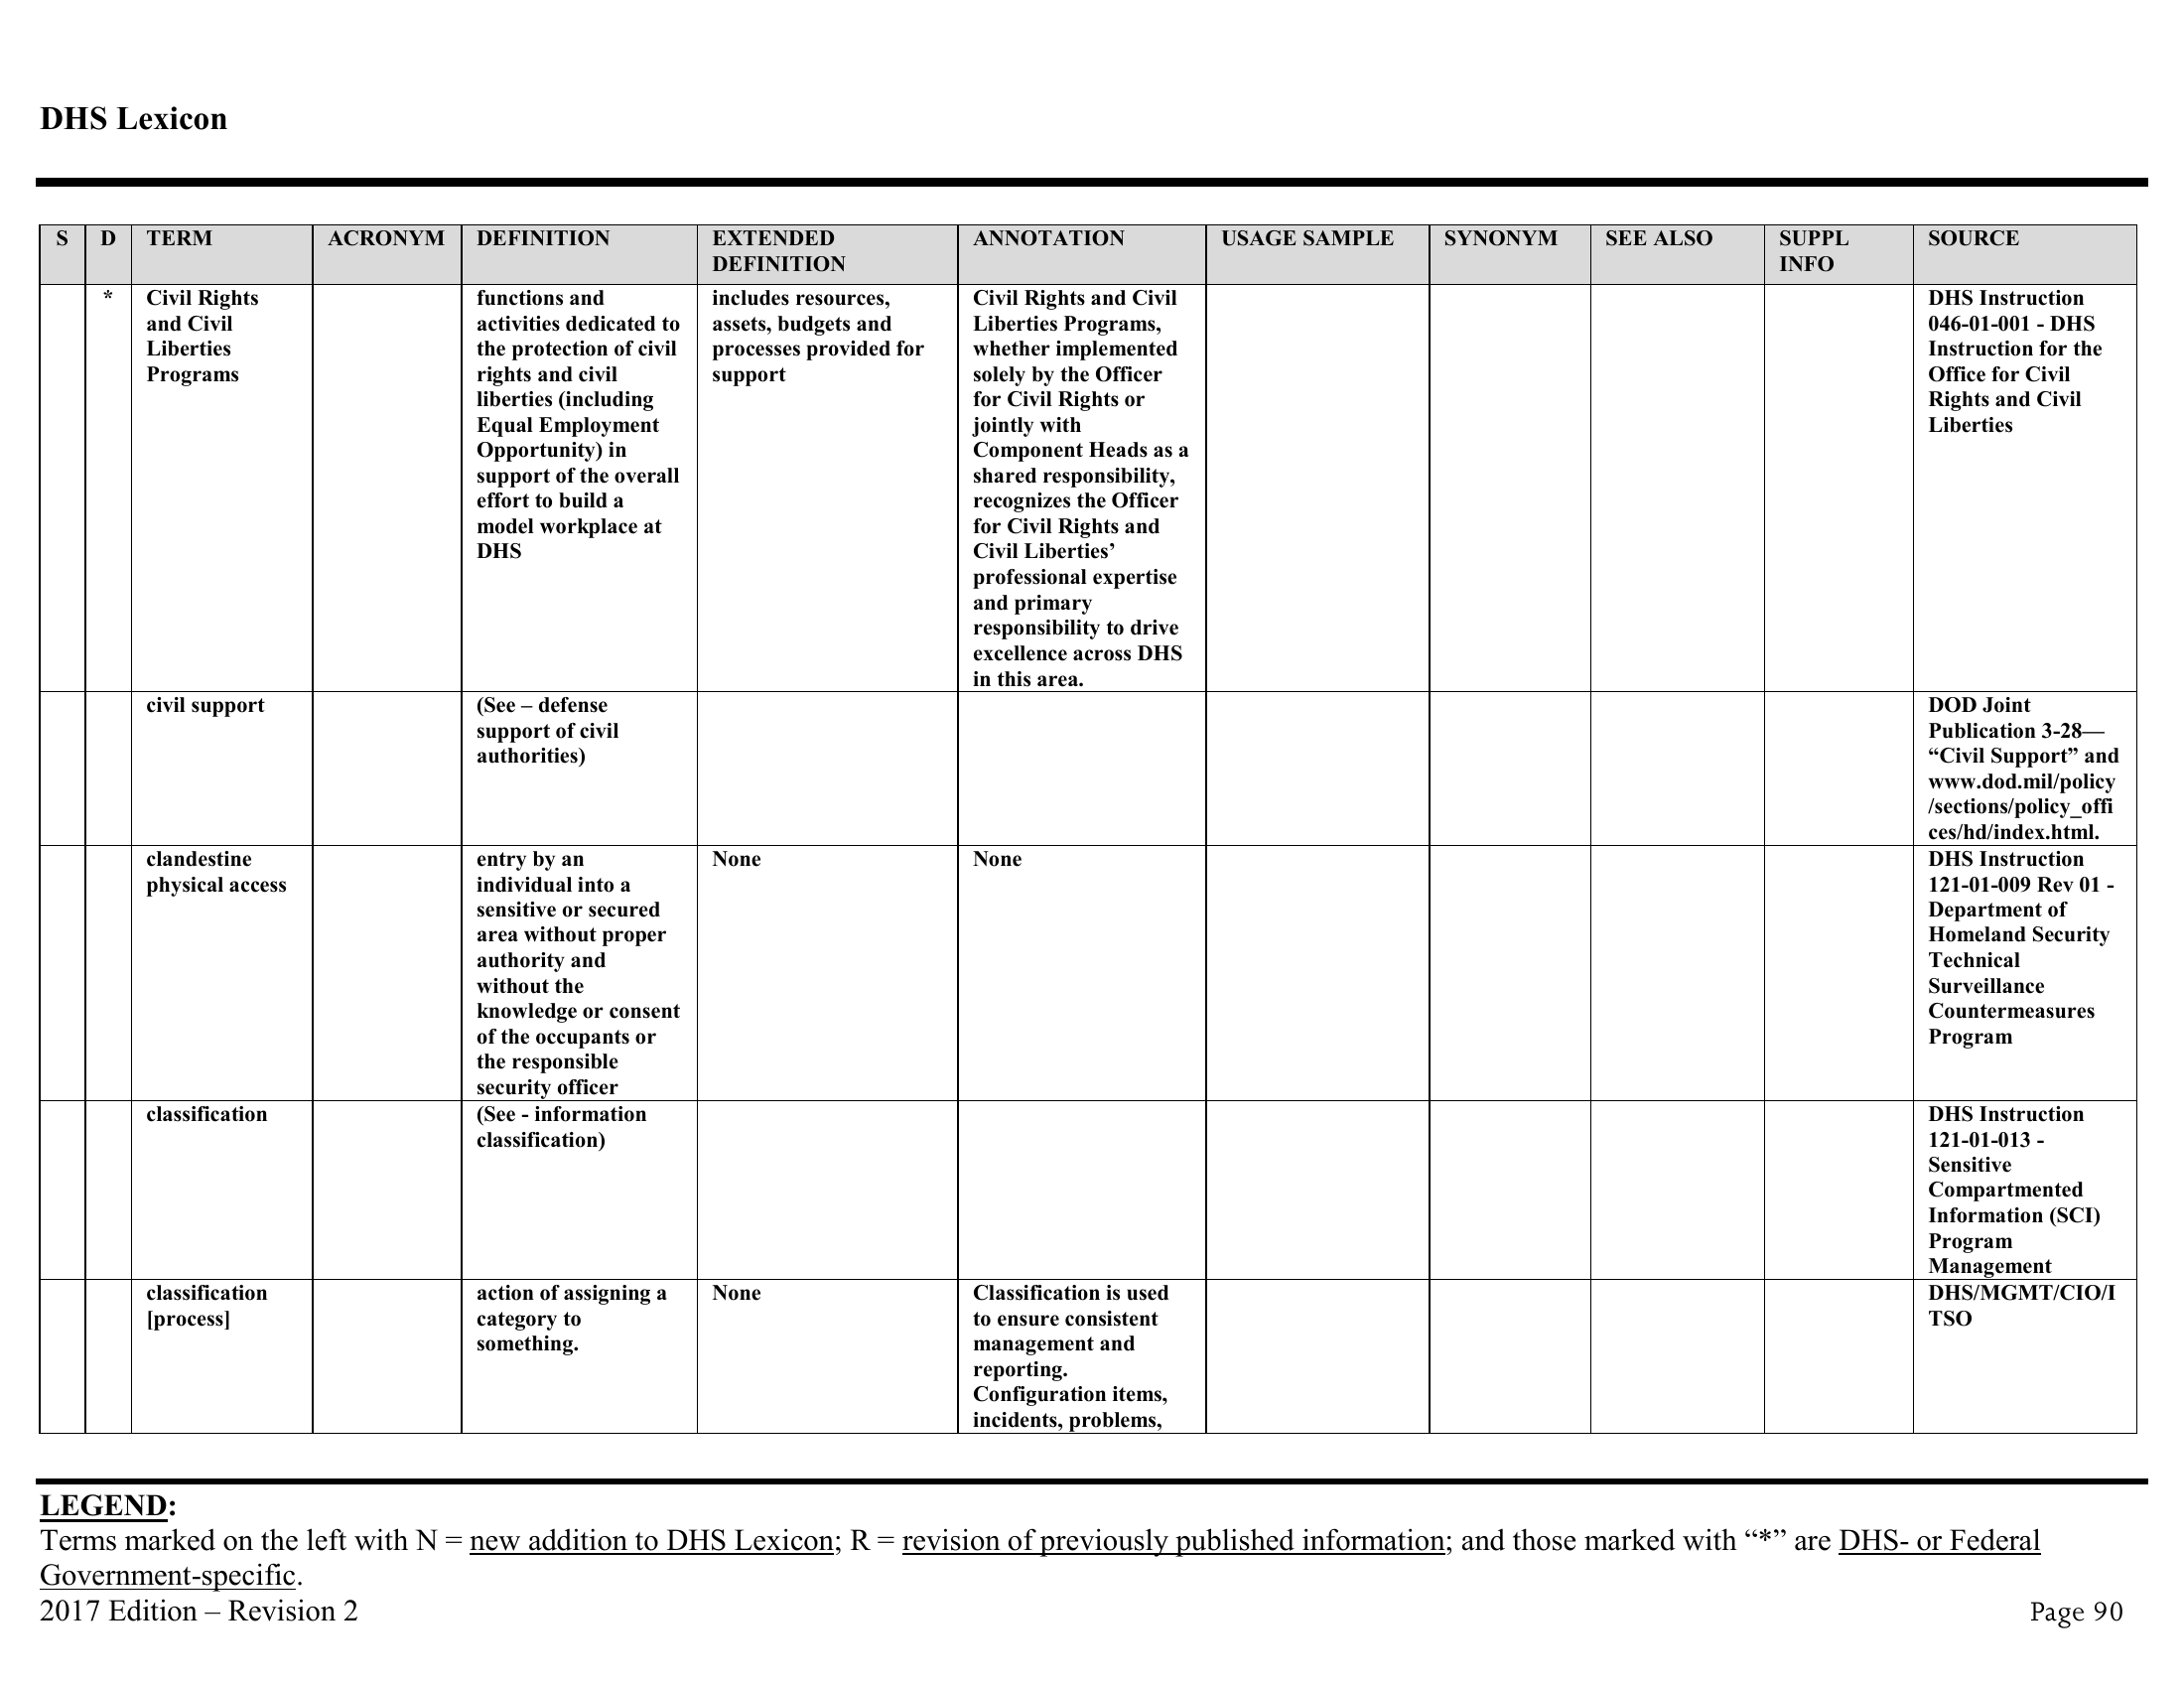 DHS Lexicon
S D TERM ACRONYM DEFINITION EXTENDED DEFINITION ANNOTATION USAGE SAMPLE SYNONYM SEE ALSO SUPPL INFO SOURCE
*
Civil Rights
and Civil
Liberties
Programs
functions and
activities dedicated to
the protection of civil
rights and civil
liberties (including
Equal Employment
Opportunity) in
support of the overall
effort to build a
model workplace at
DHS
includes resources,
assets, budgets and
processes provided for
support
Civil Rights and Civil
Liberties Programs,
whether implemented
solely by the Officer
for Civil Rights or
jointly with
Component Heads as a
shared responsibility,
recognizes the Officer
for Civil Rights and
Civil Liberties’
professional expertise
and primary
responsibility to drive
excellence across DHS
in this area.
DHS Instruction
046-01-001 - DHS
Instruction for the
Office for Civil
Rights and Civil
Liberties
civil support
(See – defense
support of civil
authorities)
DOD Joint
Publication 3-28—
“Civil Support” and
www.dod.mil/policy
/sections/policy_offi
ces/hd/index.html.
clandestine
physical access
entry by an
individual into a
sensitive or secured
area without proper
authority and
without the
knowledge or consent
of the occupants or
the responsible
security officer
None
None
DHS Instruction
121-01-009 Rev 01 -
Department of
Homeland Security
Technical
Surveillance
Countermeasures
Program
classification
(See - information
classification)
DHS Instruction
121-01-013 -
Sensitive
Compartmented
Information (SCI)
Program
Management
classification
[process]
action of assigning a
category to
something.
None
Classification is used
to ensure consistent
management and
reporting.
Configuration items,
incidents, problems,
DHS/MGMT/CIO/I
TSO
LEGEND:
Terms marked on the left with N = new addition to DHS Lexicon; R = revision of previously published information; and those marked with “*” are DHS- or Federal
Government-specific.
2017 Edition – Revision 2
Page 90